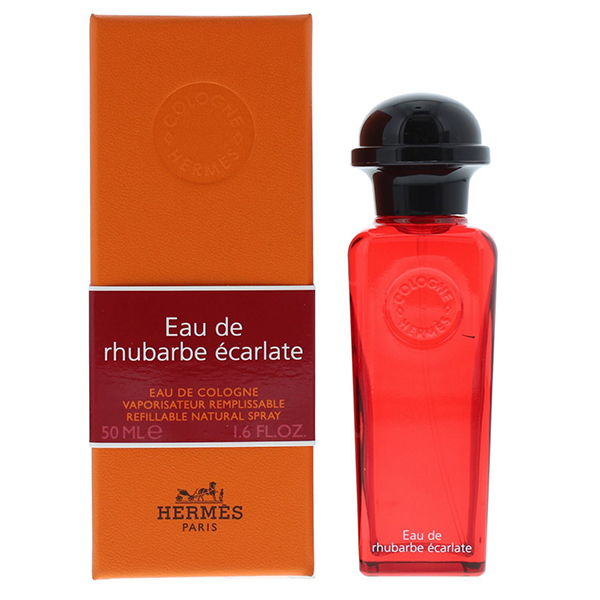 COLOGNE
HERMÈS
Eau de
rhubarbe écarlate
EAU DE COLOGNE
VAPORISATEUR REMPLISSABLE
REFILLABLE NATURAL SPRAY
50 ML℮ 1.6 FL.OZ.
HERMÈS
PARIS
COLOGNE
HERMÈS
Eau de
rhubarbe écarlate